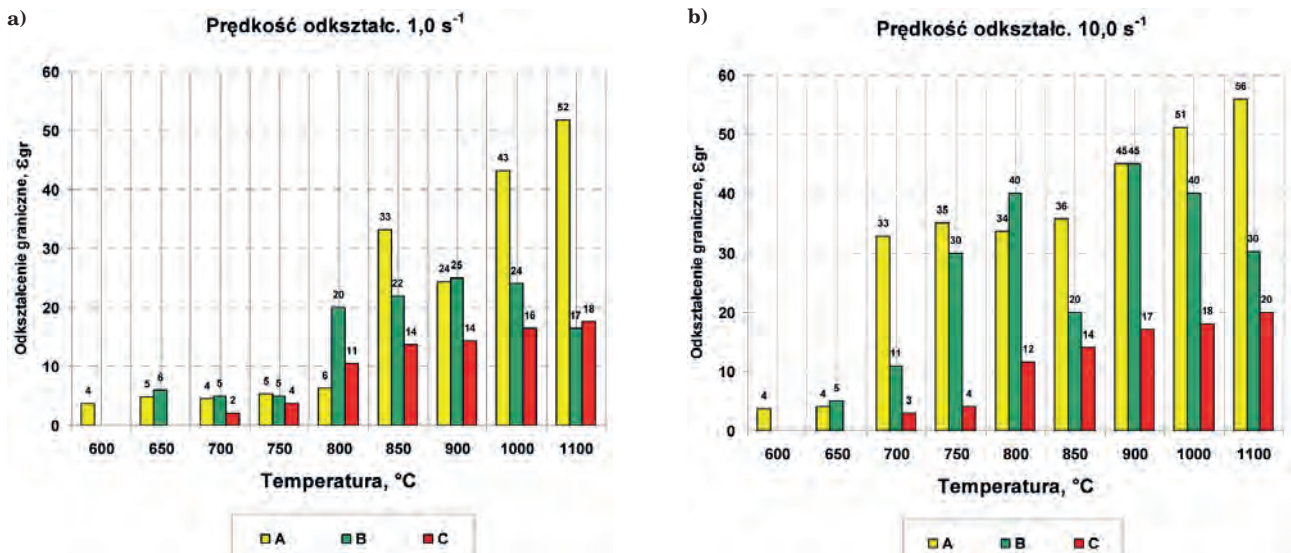 a)
Prędkość odkształc. 1,0 s⁻¹
Odkształcenie graniczne, εgr
60
50
40
30
20
10
0
4
5 6
4 5 2
5 5 4
6 20 11
33 22 14
24 25 14
43 24 16
52 17 18
600 650 700 750 800 850 900 1000 1100
Temperatura, °C
A B C
b)
Prędkość odkształc. 10,0 s⁻¹
Odkształcenie graniczne, εgr
60
50
40
30
20
10
0
4
4 5
33 11 3
35 30 4
34 40 12
36 20 14
45 45 17
51 40 18
56 30 20
600 650 700 750 800 850 900 1000 1100
Temperatura, °C
A B C